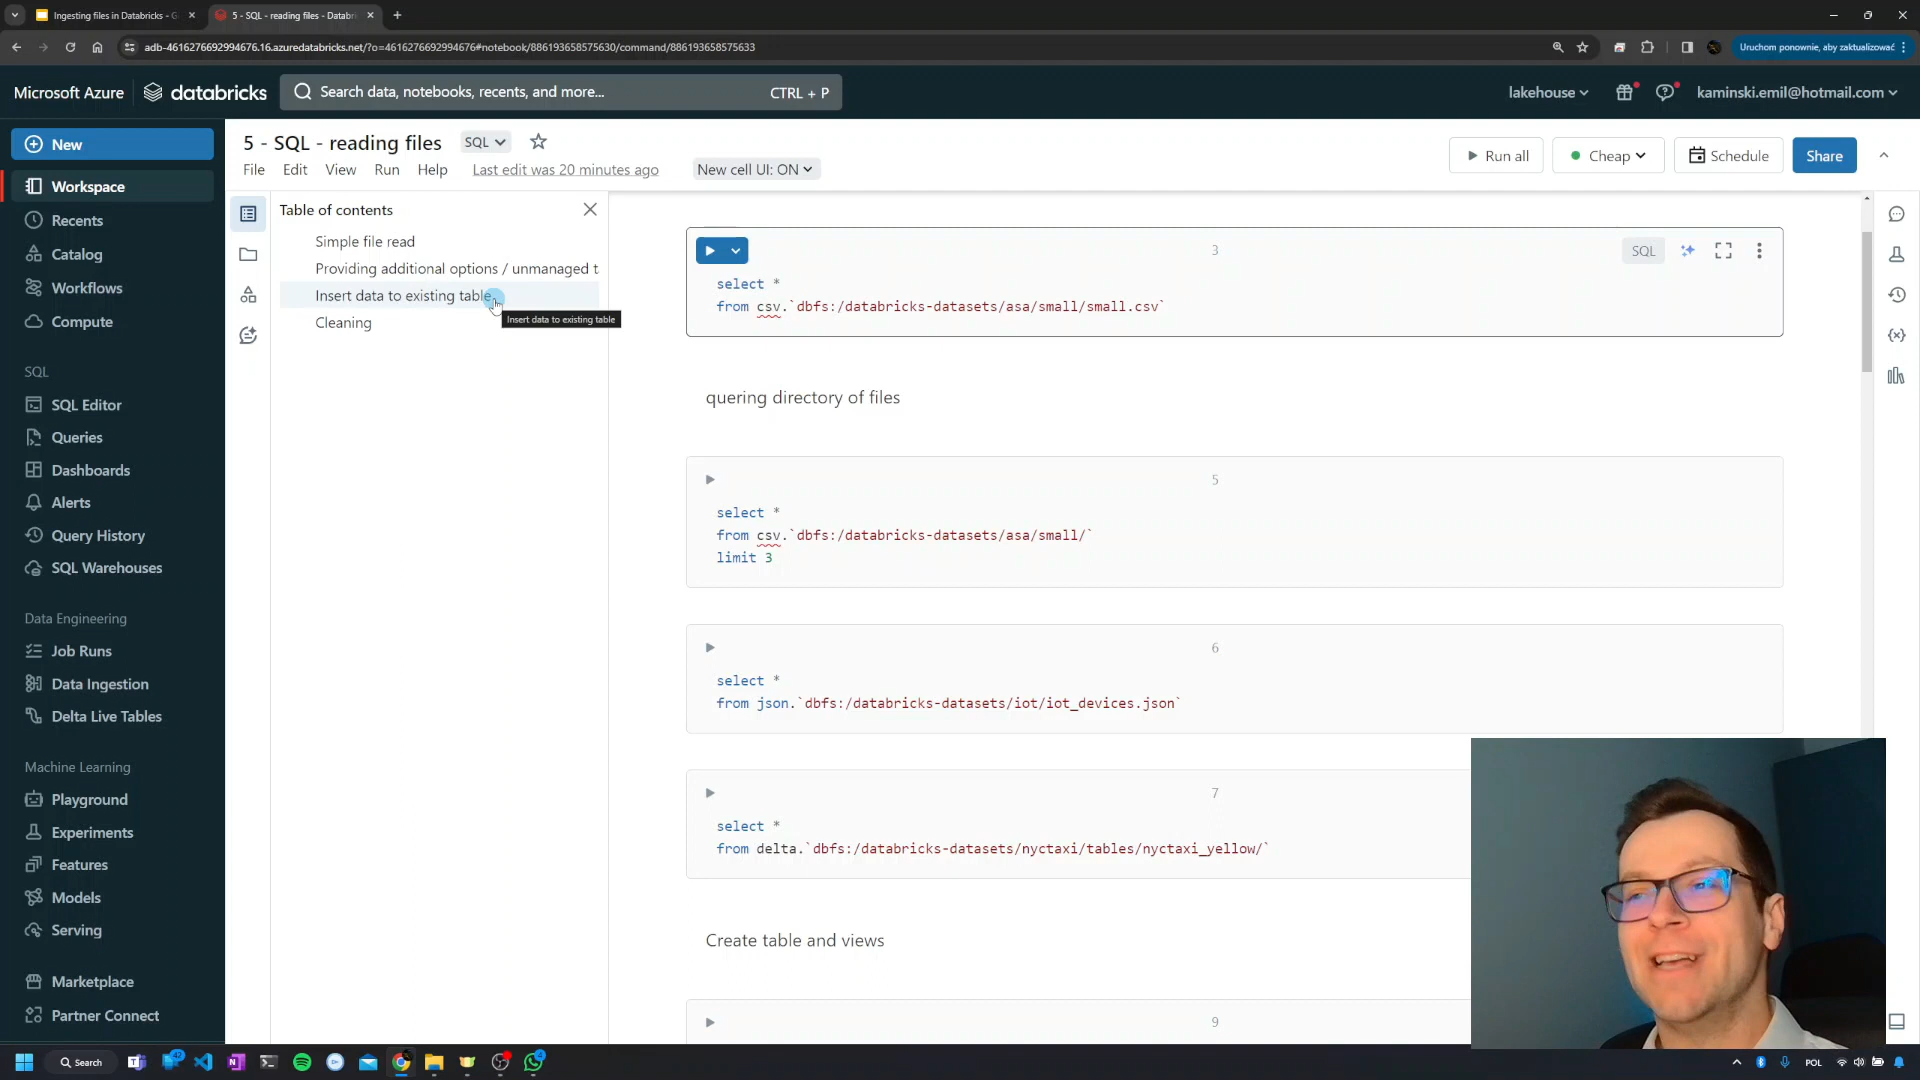 Ingesting files in Databricks - G
5 - SQL - reading files - Databri
adb-4616276692994676.16.azuredatabricks.net/?o=4616276692994676#notebook/886193658575630/command/886193658575633
Uruchom ponownie, aby zaktualizować
Microsoft Azure
databricks
Search data, notebooks, recents, and more...
CTRL + P
lakehouse
kaminski.emil@hotmail.com
New
Workspace
Recents
Catalog
Workflows
Compute
SQL
SQL Editor
Queries
Dashboards
Alerts
Query History
SQL Warehouses
Data Engineering
Job Runs
Data Ingestion
Delta Live Tables
Machine Learning
Playground
Experiments
Features
Models
Serving
Marketplace
Partner Connect
5 - SQL - reading files
SQL
File Edit View Run Help
Last edit was 20 minutes ago
New cell UI: ON
Run all
Cheap
Schedule
Share
Table of contents
Simple file read
Providing additional options / unmanaged t
Insert data to existing table
Insert data to existing table
Cleaning
3
SQL
select *
from csv.`dbfs:/databricks-datasets/asa/small/small.csv`
quering directory of files
5
select *
from csv.`dbfs:/databricks-datasets/asa/small/`
limit 3
6
select *
from json.`dbfs:/databricks-datasets/iot/iot_devices.json`
7
select *
from delta.`dbfs:/databricks-datasets/nyctaxi/tables/nyctaxi_yellow/`
Create table and views
9
Search
POL